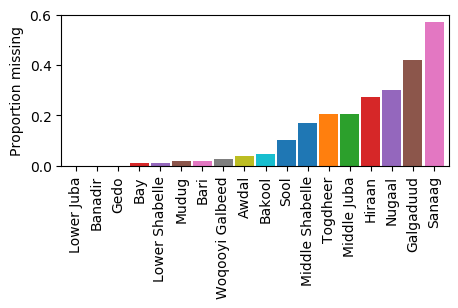 Proportion missing
0.6
0.4
0.2
0.0
Lower Juba
Banadir
Gedo
Bay
Lower Shabelle
Mudug
Bari
Woqooyi Galbeed
Awdal
Bakool
Sool
Middle Shabelle
Togdheer
Middle Juba
Hiraan
Nugaal
Galgaduud
Sanaag